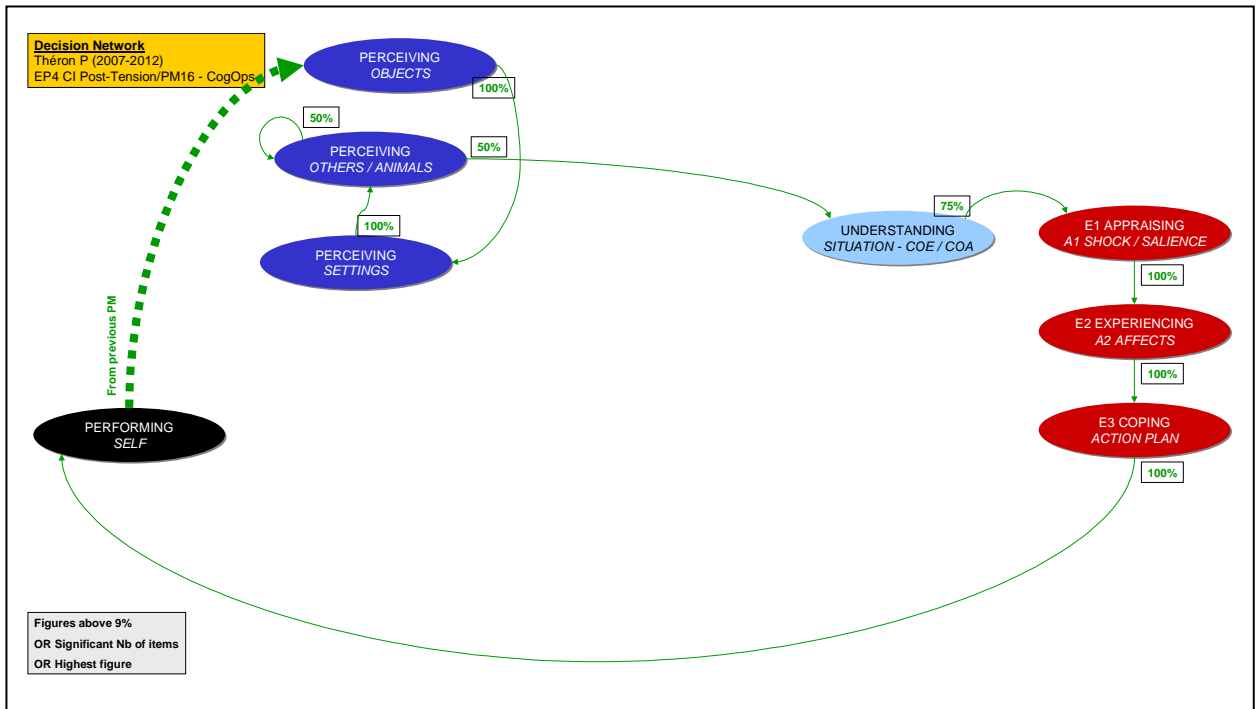 Decision Network
Théron P (2007-2012)
EP4 CI Post-Tension/PM16 - CogOps
PERCEIVING
OBJECTS
100%
50%
PERCEIVING
OTHERS / ANIMALS
50%
100%
PERCEIVING
SETTINGS
75%
UNDERSTANDING
SITUATION - COE / COA
E1 APPRAISING
A1 SHOCK / SALIENCE
100%
E2 EXPERIENCING
A2 AFFECTS
100%
E3 COPING
ACTION PLAN
100%
From previous PM
PERFORMING
SELF
Figures above 9%
OR Significant Nb of items
OR Highest figure